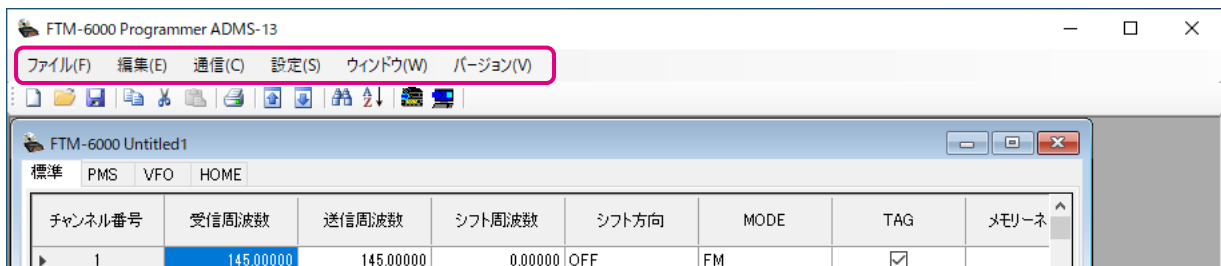 FTM-6000 Programmer ADMS-13
ファイル(F) 編集(E) 通信(C) 設定(S) ウィンドウ(W) バージョン(V)
FTM-6000 Untitled1
標準 PMS VFO HOME
チャンネル番号 受信周波数 送信周波数 シフト周波数 シフト方向 MODE TAG メモリーネ
1 145.00000 145.00000 0.00000 OFF FM